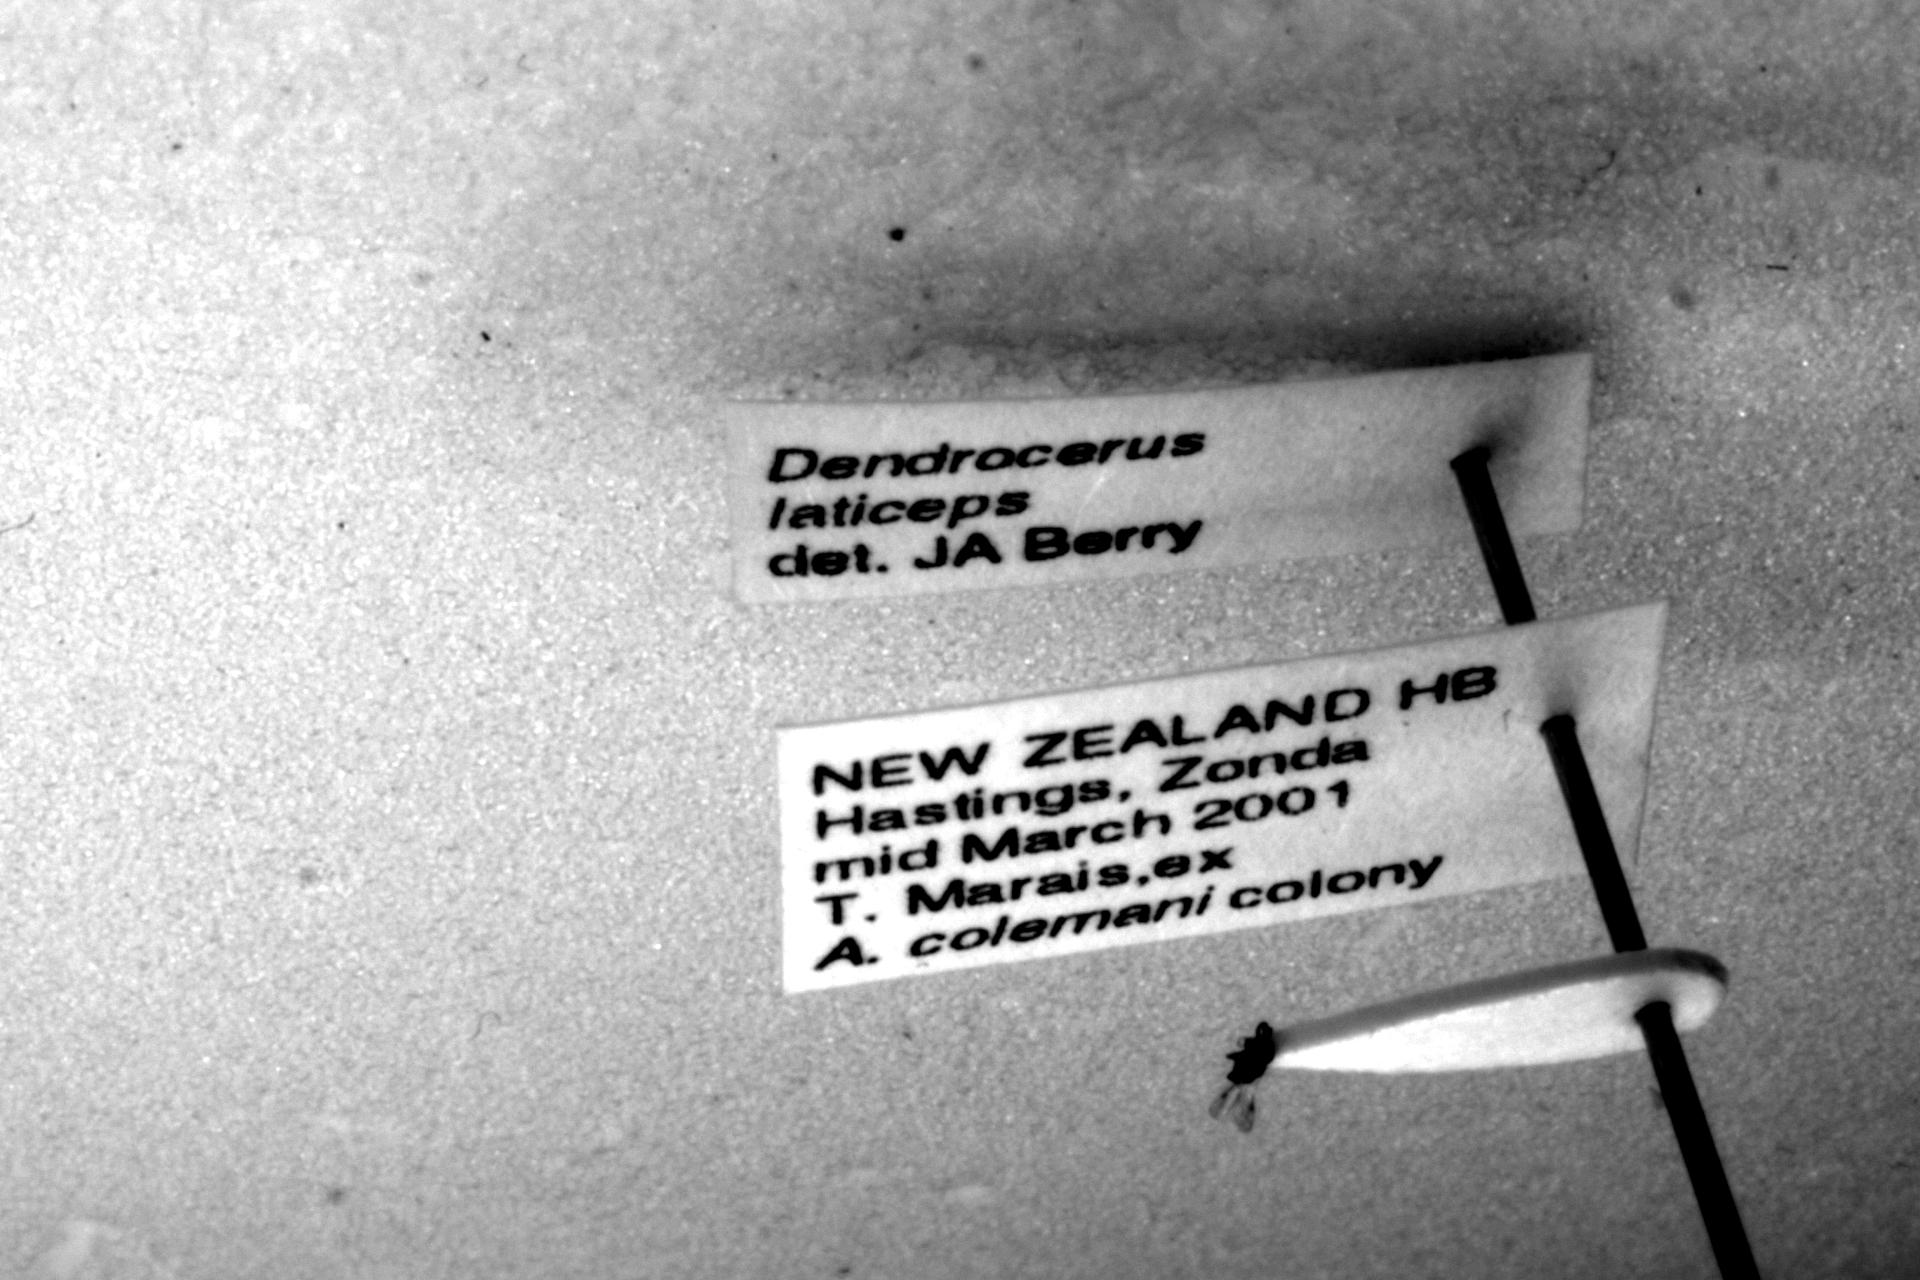 Dendrocerus
laticeps
det. JA Berry
NEW ZEALAND HB
Hastings, Zonda
mid March 2001
T. Marais,ex
A. colemani colony